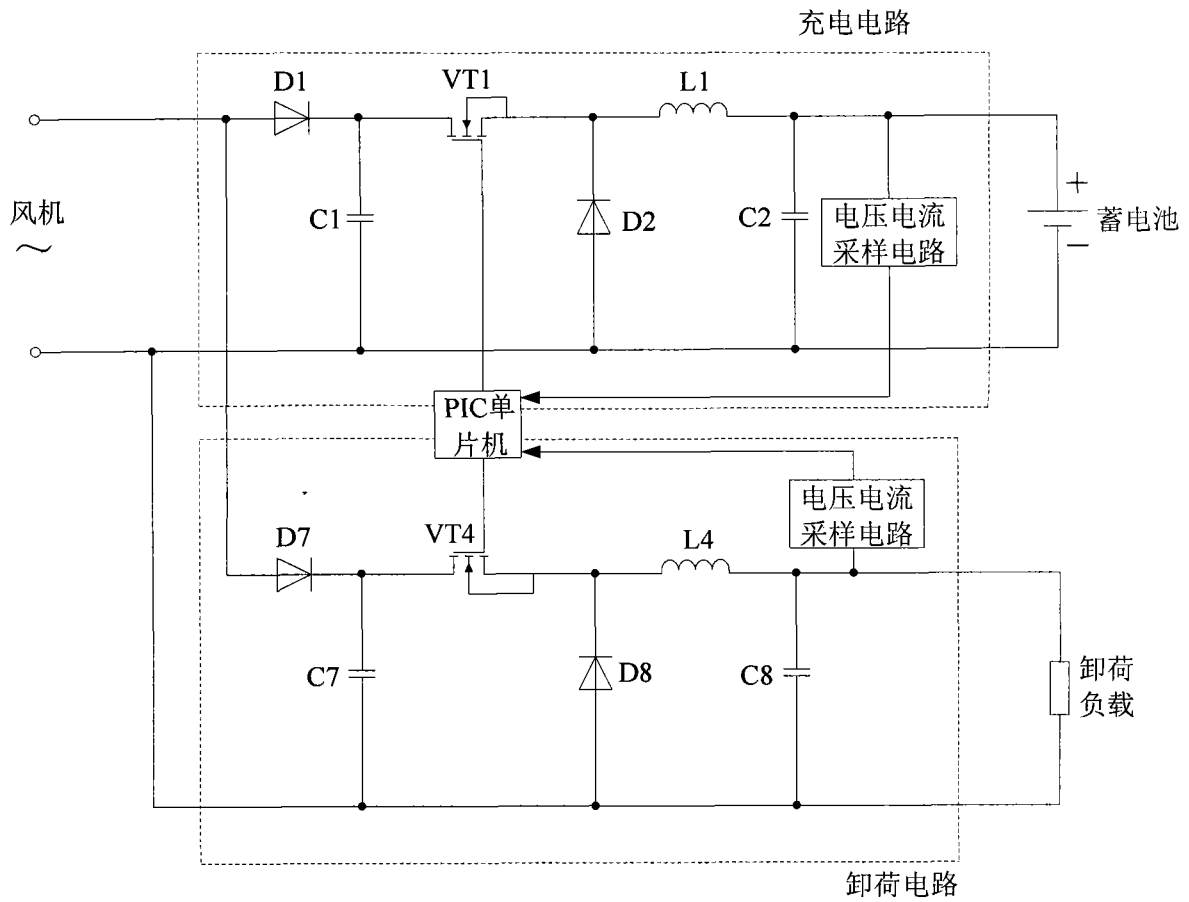 充电电路
D1
VT1
L1
风机
～
C1
D2
C2
电压电流
采样电路
+
−
蓄电池
PIC单
片机
电压电流
采样电路
D7
VT4
L4
C7
D8
C8
卸荷
负载
卸荷电路